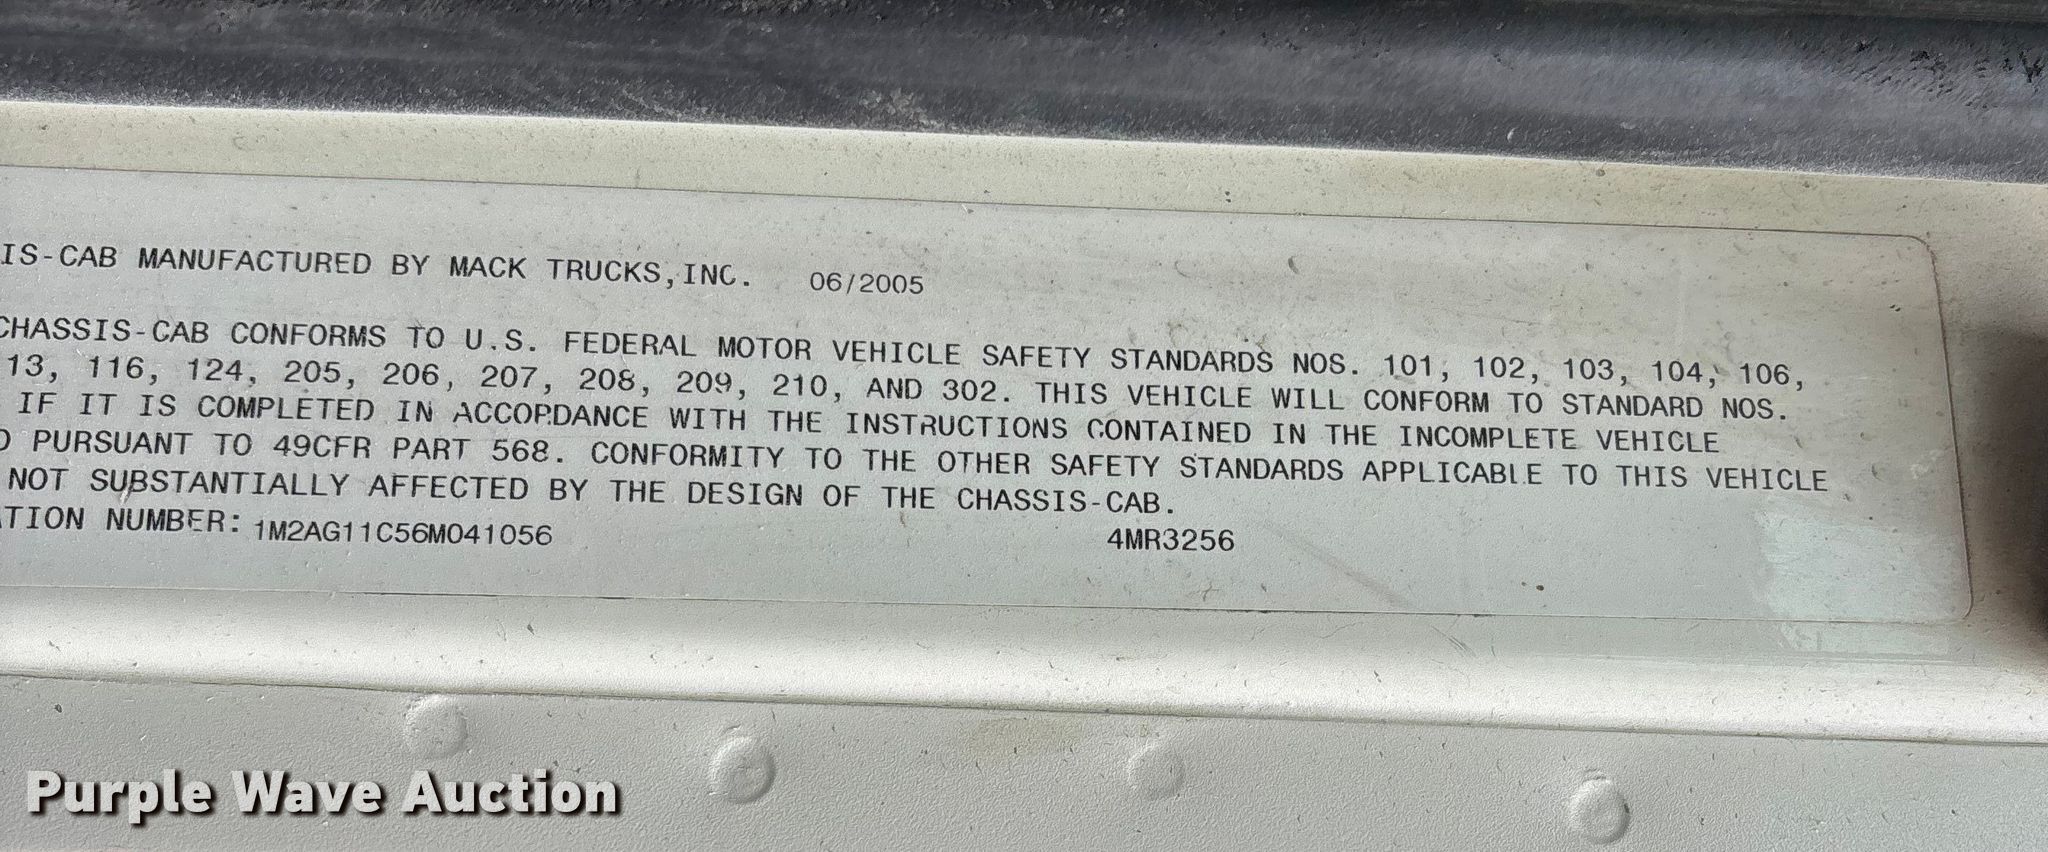 IS-CAB MANUFACTURED BY MACK TRUCKS,INC. 06/2005
CHASSIS-CAB CONFORMS TO U.S. FEDERAL MOTOR VEHICLE SAFETY STANDARDS NOS. 101, 102, 103, 104, 106,
13, 116, 124, 205, 206, 207, 208, 209, 210, AND 302. THIS VEHICLE WILL CONFORM TO STANDARD NOS.
IF IT IS COMPLETED IN ACCORDANCE WITH THE INSTRUCTIONS CONTAINED IN THE INCOMPLETE VEHICLE
D PURSUANT TO 49CFR PART 568. CONFORMITY TO THE OTHER SAFETY STANDARDS APPLICABLE TO THIS VEHICLE
NOT SUBSTANTIALLY AFFECTED BY THE DESIGN OF THE CHASSIS-CAB.
ATION NUMBER: 1M2AG11C56M041056 4MR3256
Purple Wave Auction